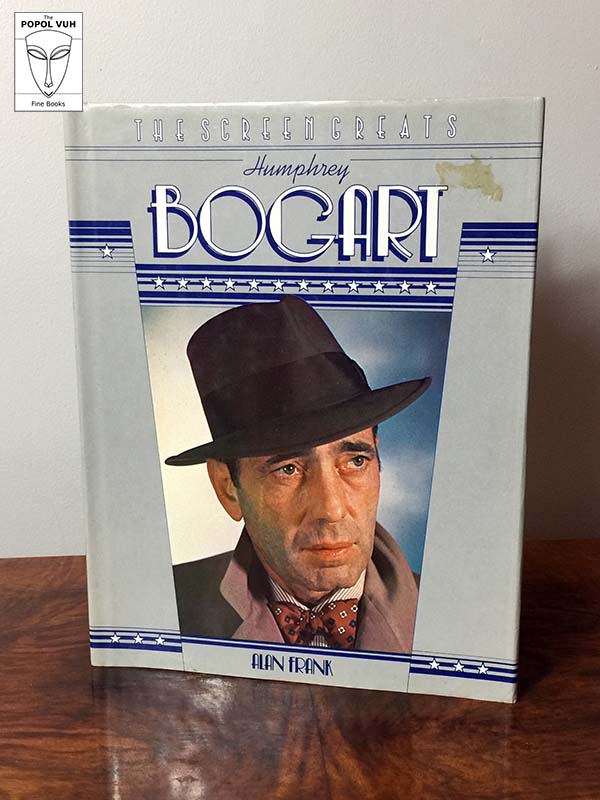 The
POPOL VUH
Fine Books
THE SCREEN GREATS
Humphrey
BOGART
ALAN FRANK